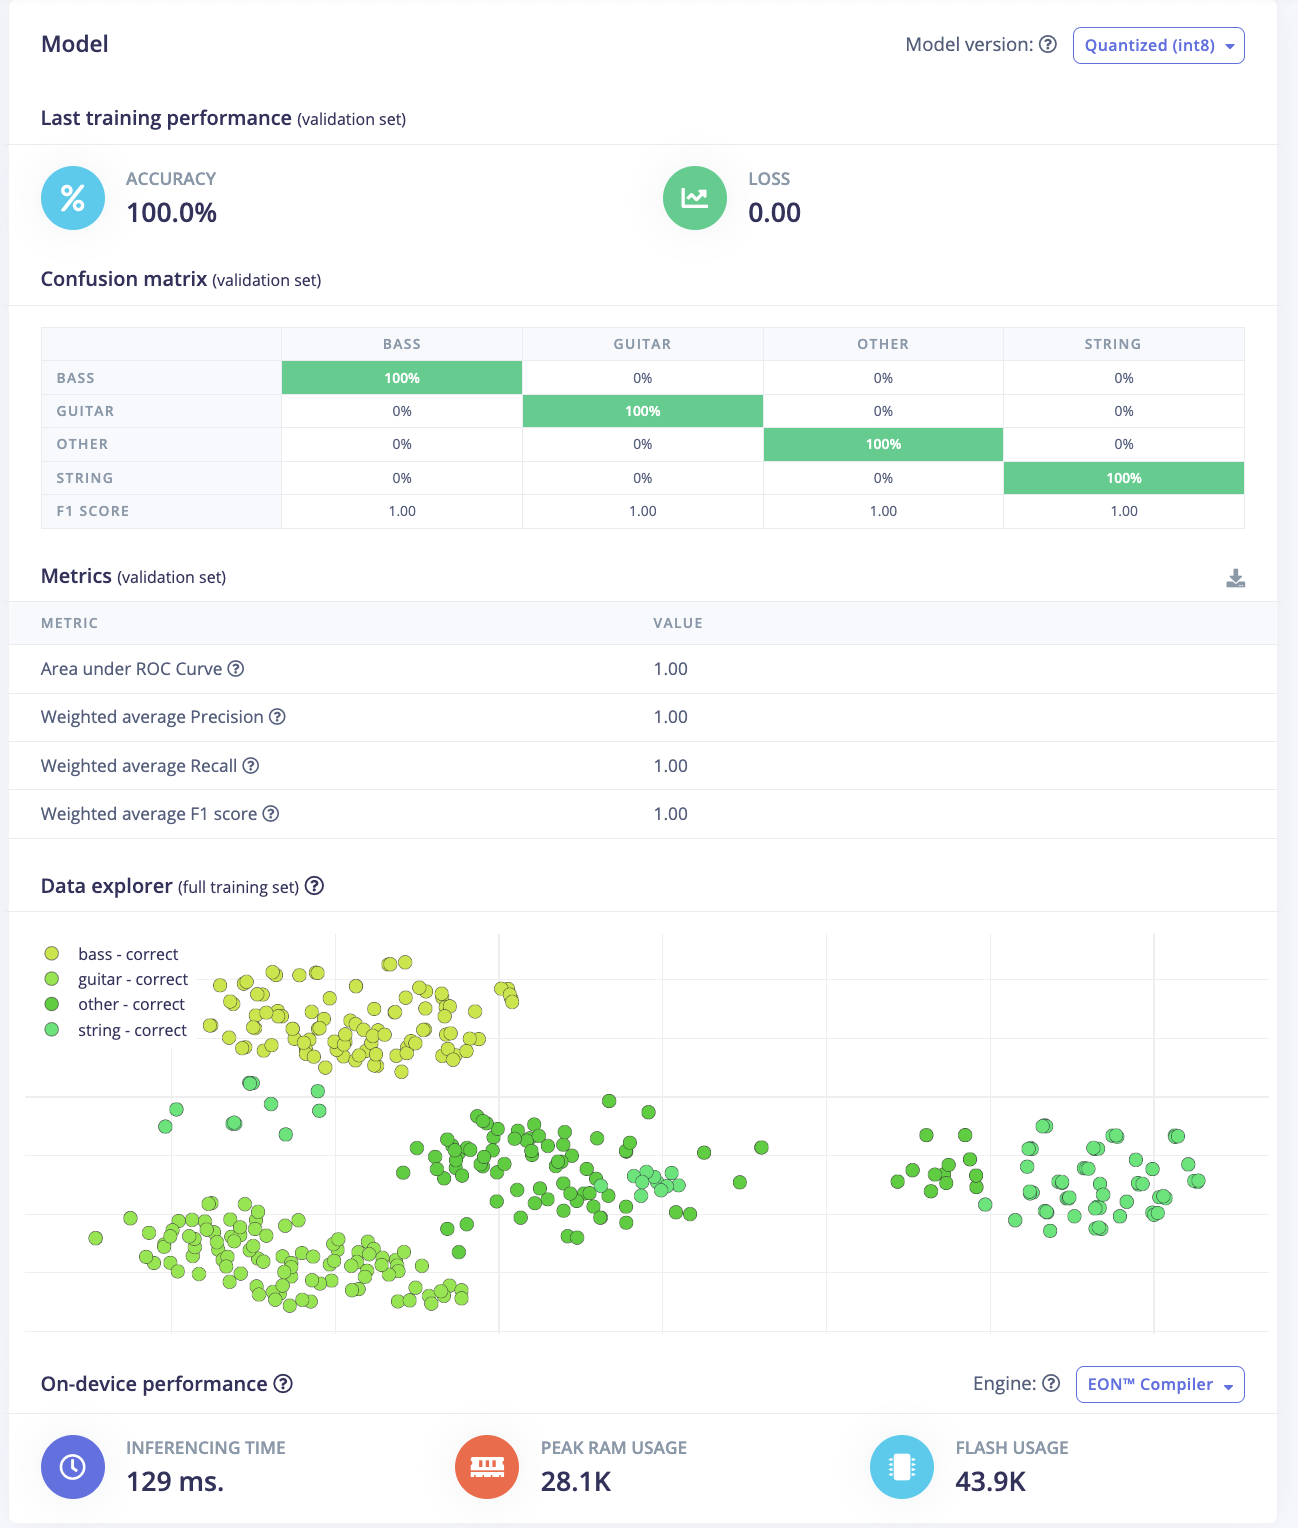 Model
Model version: Quantized (int8)
Last training performance (validation set)
ACCURACY
100.0%
LOSS
0.00
Confusion matrix (validation set)
BASS GUITAR OTHER STRING
BASS 100% 0% 0% 0%
GUITAR 0% 100% 0% 0%
OTHER 0% 0% 100% 0%
STRING 0% 0% 0% 100%
F1 SCORE 1.00 1.00 1.00 1.00
Metrics (validation set)
METRIC VALUE
Area under ROC Curve 1.00
Weighted average Precision 1.00
Weighted average Recall 1.00
Weighted average F1 score 1.00
Data explorer (full training set)
bass - correct
guitar - correct
other - correct
string - correct
On-device performance
Engine: EON™ Compiler
INFERENCING TIME
129 ms.
PEAK RAM USAGE
28.1K
FLASH USAGE
43.9K